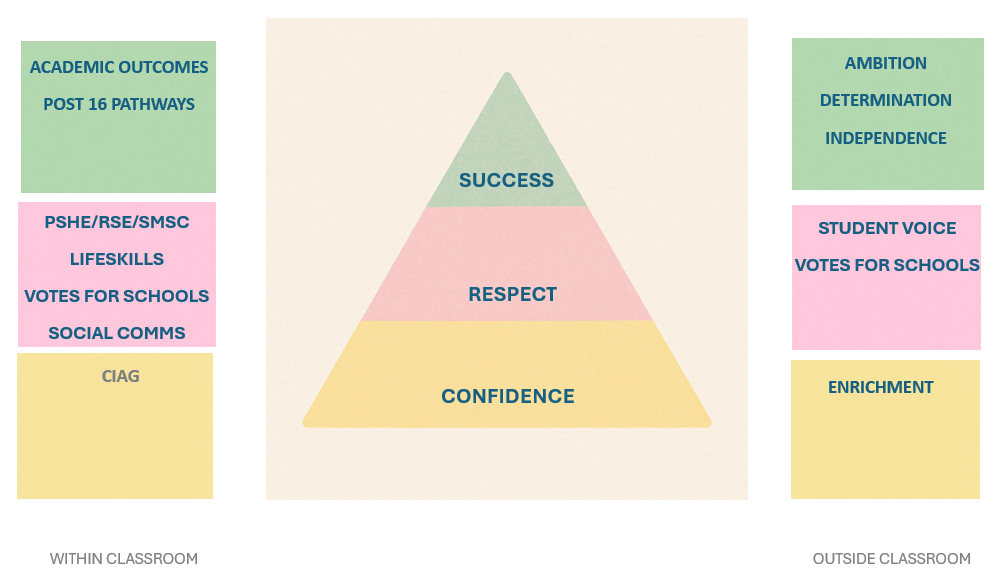 ACADEMIC OUTCOMES
POST 16 PATHWAYS
PSHE/RSE/SMSC
LIFESKILLS
VOTES FOR SCHOOLS
SOCIAL COMMS
CIAG
WITHIN CLASSROOM
SUCCESS
RESPECT
CONFIDENCE
AMBITION
DETERMINATION
INDEPENDENCE
STUDENT VOICE
VOTES FOR SCHOOLS
ENRICHMENT
OUTSIDE CLASSROOM